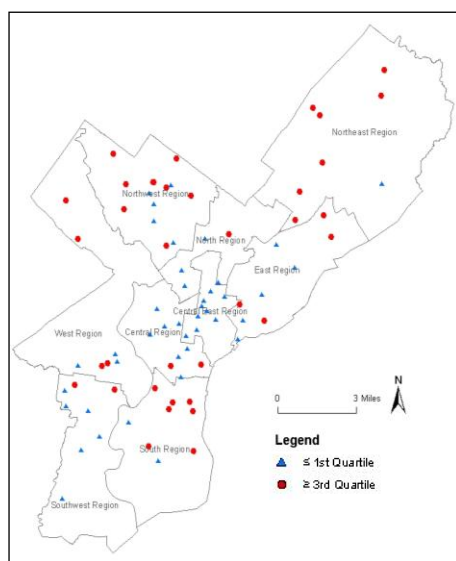 Northeast Region
Northwest Region
North Region
East Region
Central East Region
West Region
Central Region
N
0 3 Miles
Legend
≤ 1st Quartile
≥ 3rd Quartile
South Region
Southwest Region